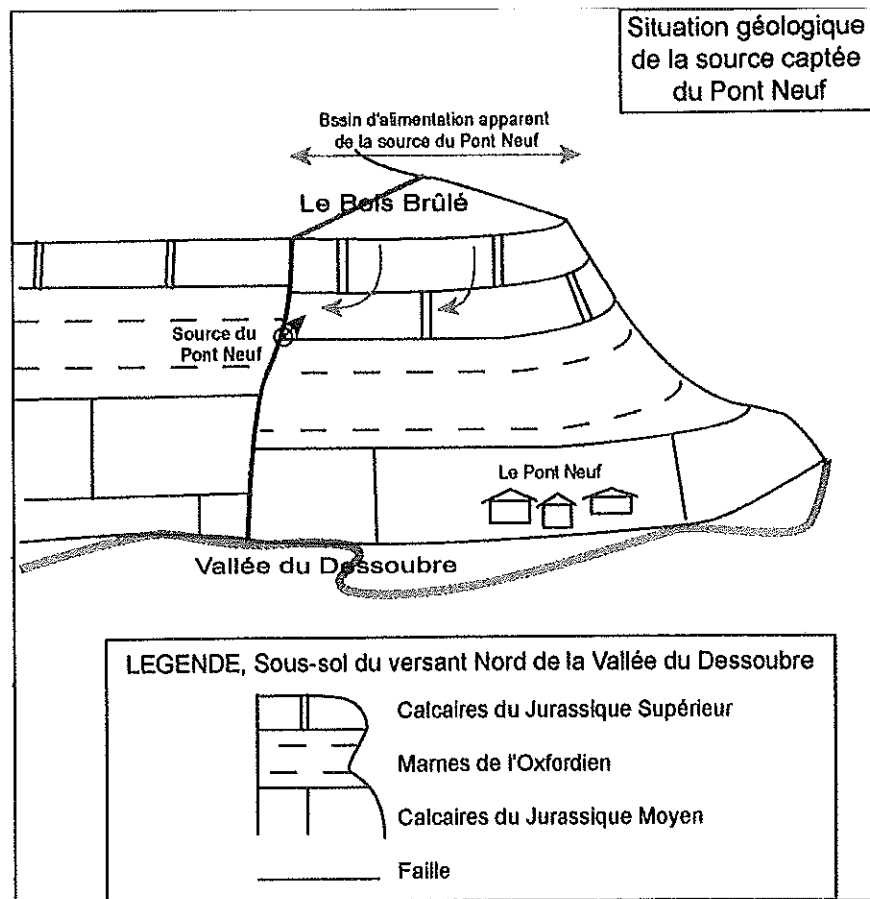 Situation géologique
de la source captée
du Pont Neuf
Bssin d'alimentation apparent
de la source du Pont Neuf
Le Bois Brûlé
Source du
Pont Neuf
Le Pont Neuf
Vallée du Dessoubre
LEGENDE, Sous-sol du versant Nord de la Vallée du Dessoubre
Calcaires du Jurassique Supérieur
Marnes de l'Oxfordien
Calcaires du Jurassique Moyen
Faille